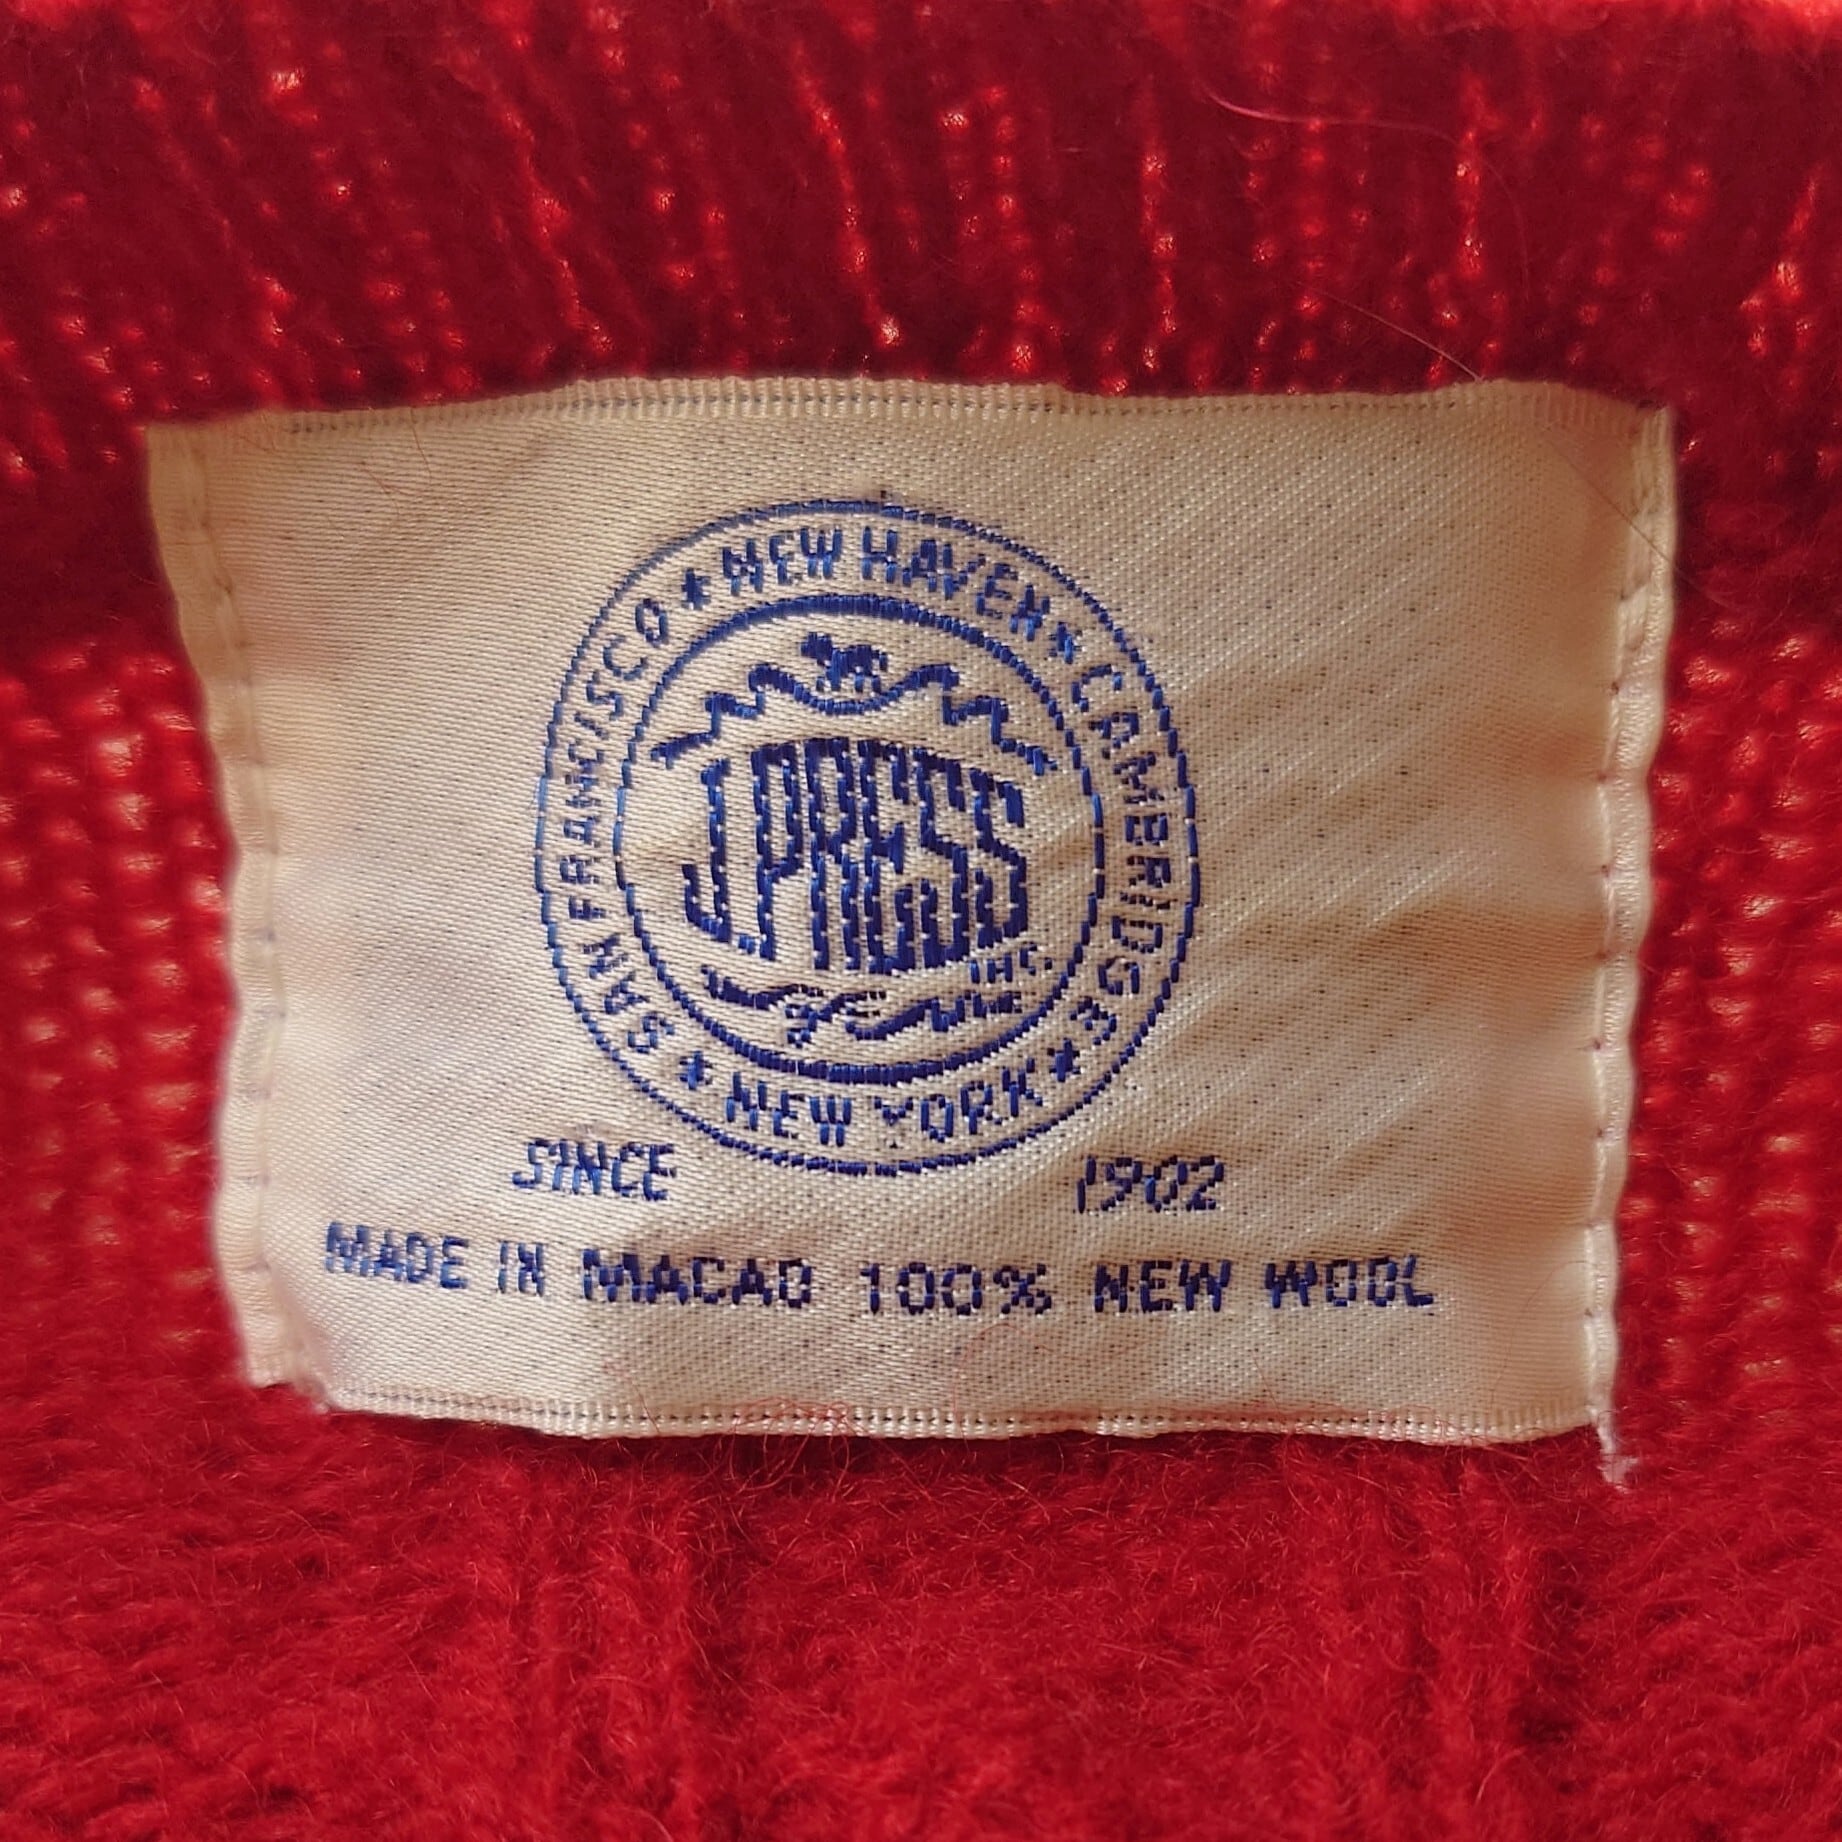 SAN FRANCISCO * NEW HAVEN * CAMBRIDGE * NEW YORK *
J.PRESS
INC.
SINCE 1902
MADE IN MACAO 100% NEW WOOL